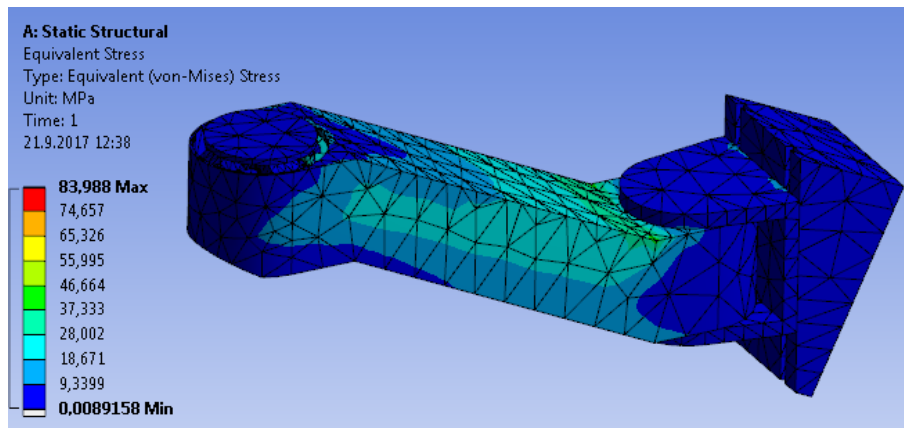 A: Static Structural
Equivalent Stress
Type: Equivalent (von-Mises) Stress
Unit: MPa
Time: 1
21.9.2017 12:38
83,988 Max
74,657
65,326
55,995
46,664
37,333
28,002
18,671
9,3399
0,0089158 Min